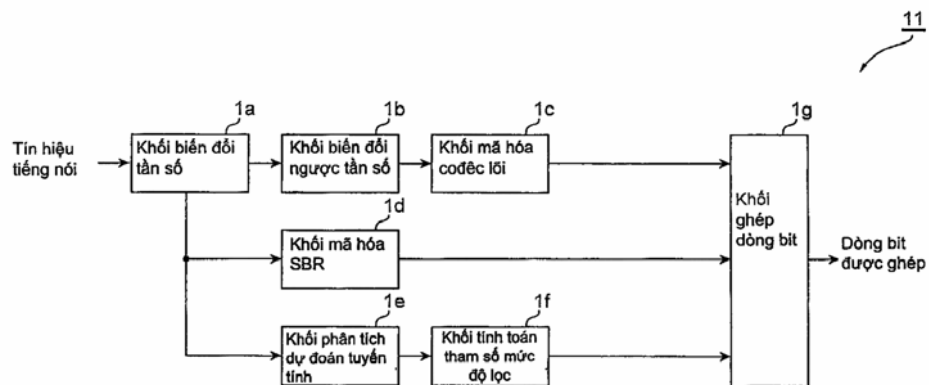 11
1a
1b
1c
1g
Tín hiệu
tiếng nói
Khối biến đổi
tần số
Khối biến đổi
ngược tần số
Khối mã hóa
cođêc lõi
Khối
ghép
dòng bit
1d
Khối mã hóa
SBR
Dòng bit
được ghép
1e
1f
Khối phân tích
dự đoán tuyến
tính
Khối tính toán
tham số mức
độ lọc